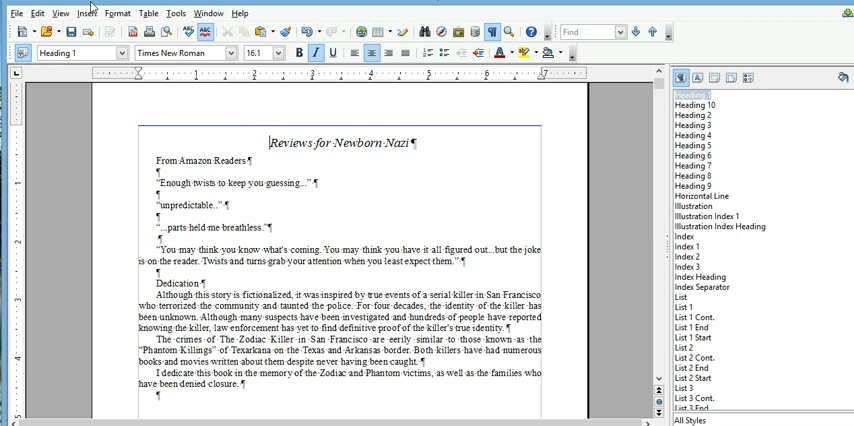 File Edit View Insert Format Table Tools Window Help
Find
Heading 1 Times New Roman 16.1 B I U
1 2 3 4 5 6 7
Reviews for Newborn Nazi ¶
From Amazon Readers ¶
¶
“Enough twists to keep you guessing...” ¶
¶
“unpredictable..” ¶
¶
“...parts held me breathless.”¶
¶
“You may think you know what's coming. You may think you have it all figured out...but the joke
is on the reader. Twists and turns grab your attention when you least expect them.” ¶
¶
Dedication ¶
Although this story is fictionalized, it was inspired by true events of a serial killer in San Francisco
who terrorized the community and taunted the police. For four decades, the identity of the killer has
been unknown. Although many suspects have been investigated and hundreds of people have reported
knowing the killer, law enforcement has yet to find definitive proof of the killer's true identity. ¶
The crimes of The Zodiac Killer in San Francisco are eerily similar to those known as the
“Phantom Killings” of Texarkana on the Texas and Arkansas border. Both killers have had numerous
books and movies written about them despite never having been caught. ¶
I dedicate this book in the memory of the Zodiac and Phantom victims, as well as the families who
have been denied closure. ¶
¶
Heading 1
Heading 10
Heading 2
Heading 3
Heading 4
Heading 5
Heading 6
Heading 7
Heading 8
Heading 9
Horizontal Line
Illustration
Illustration Index 1
Illustration Index Heading
Index
Index 1
Index 2
Index 3
Index Heading
Index Separator
List
List 1
List 1 Cont.
List 1 End
List 1 Start
List 2
List 2 Cont.
List 2 End
List 2 Start
List 3
List 3 Cont.
List 3 End
All Styles